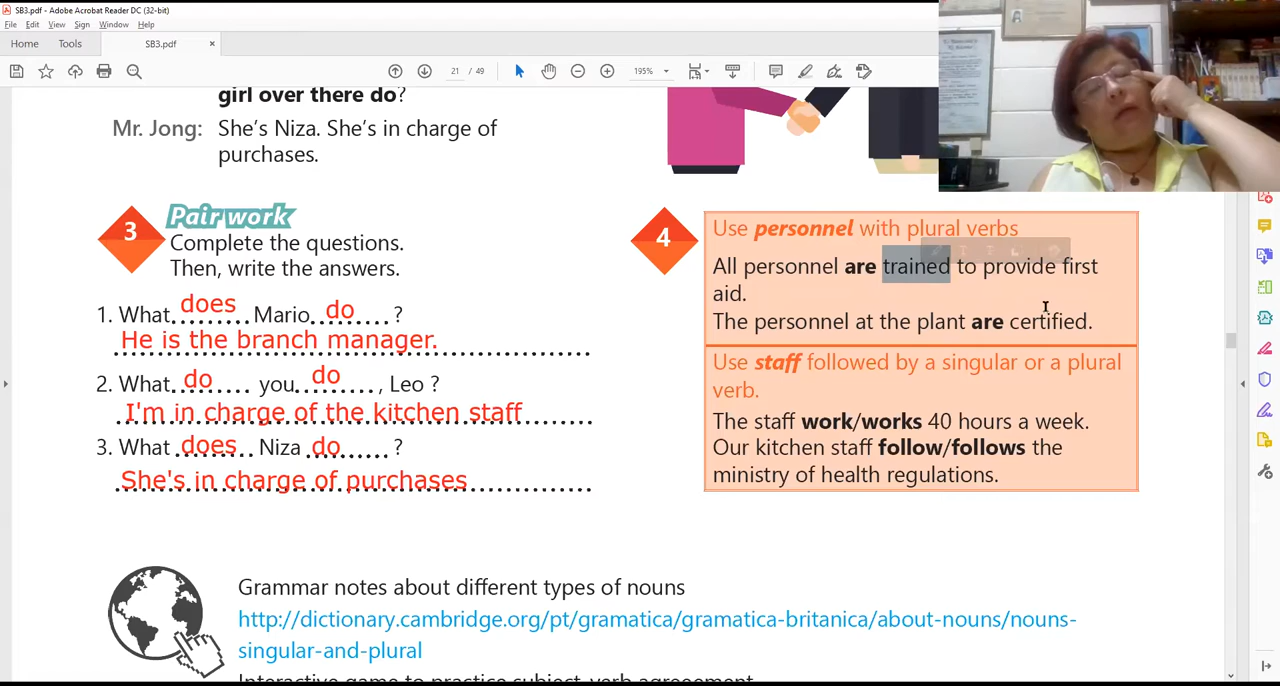 SB3.pdf - Adobe Acrobat Reader DC (32-bit)
File Edit View Sign Window Help
Home Tools SB3.pdf ×
21 / 49 195%
girl over there do?
Mr. Jong: She's Niza. She's in charge of
purchases.
3 Pair work
Complete the questions.
Then, write the answers.
1. What does Mario do ?
He is the branch manager.
2. What do you do , Leo ?
I'm in charge of the kitchen staff
3. What does Niza do ?
She's in charge of purchases
4 Use personnel with plural verbs
All personnel are trained to provide first
aid.
The personnel at the plant are certified.
Use staff followed by a singular or a plural
verb.
The staff work/works 40 hours a week.
Our kitchen staff follow/follows the
ministry of health regulations.
Grammar notes about different types of nouns
http://dictionary.cambridge.org/pt/gramatica/gramatica-britanica/about-nouns/nouns-
singular-and-plural
Interactive game to practice subject-verb agreement